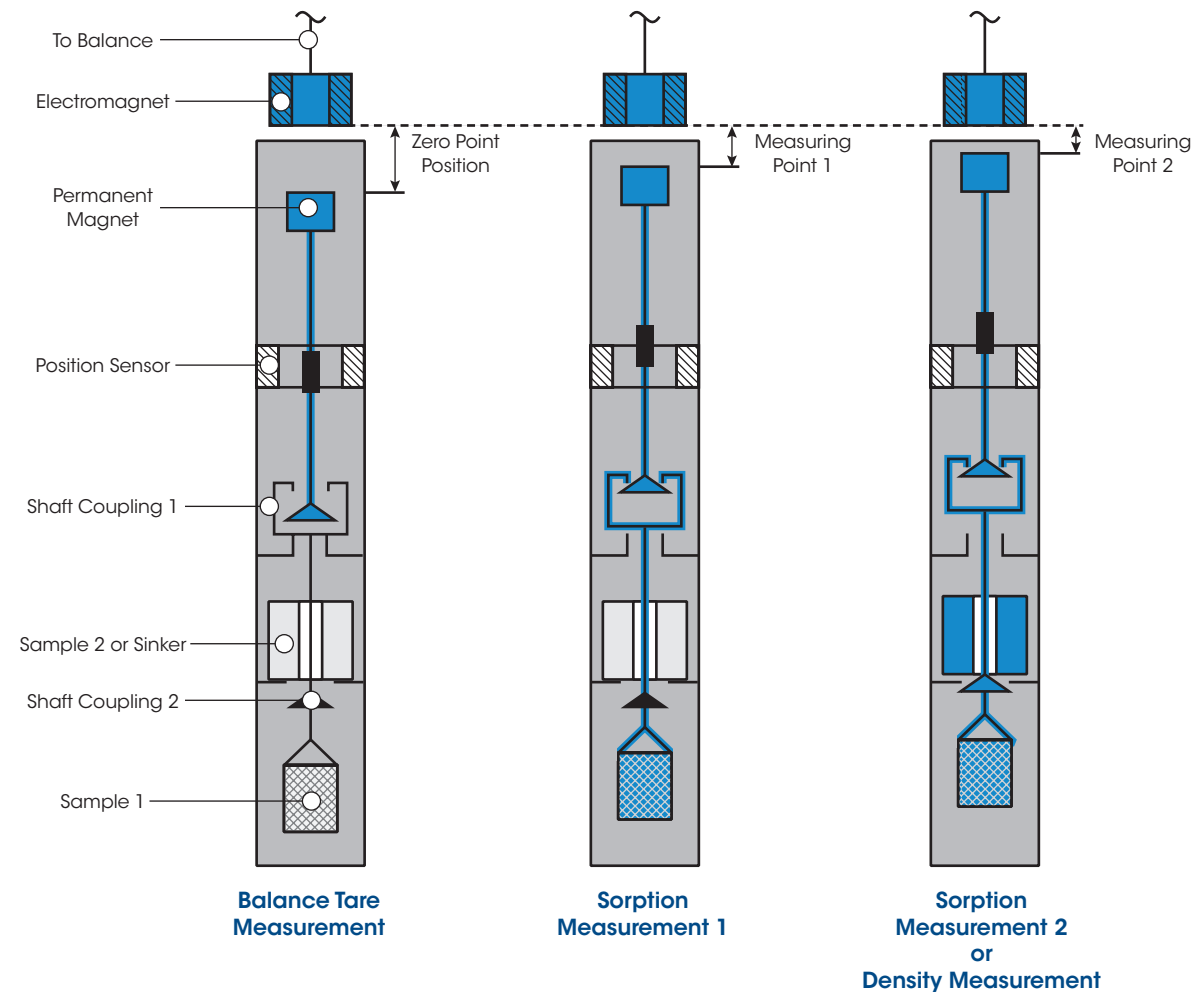 To Balance
Electromagnet
Zero Point
Position
Measuring
Point 1
Measuring
Point 2
Permanent
Magnet
Position Sensor
Shaft Coupling 1
Sample 2 or Sinker
Shaft Coupling 2
Sample 1
Balance Tare
Measurement
Sorption
Measurement 1
Sorption
Measurement 2
or
Density Measurement